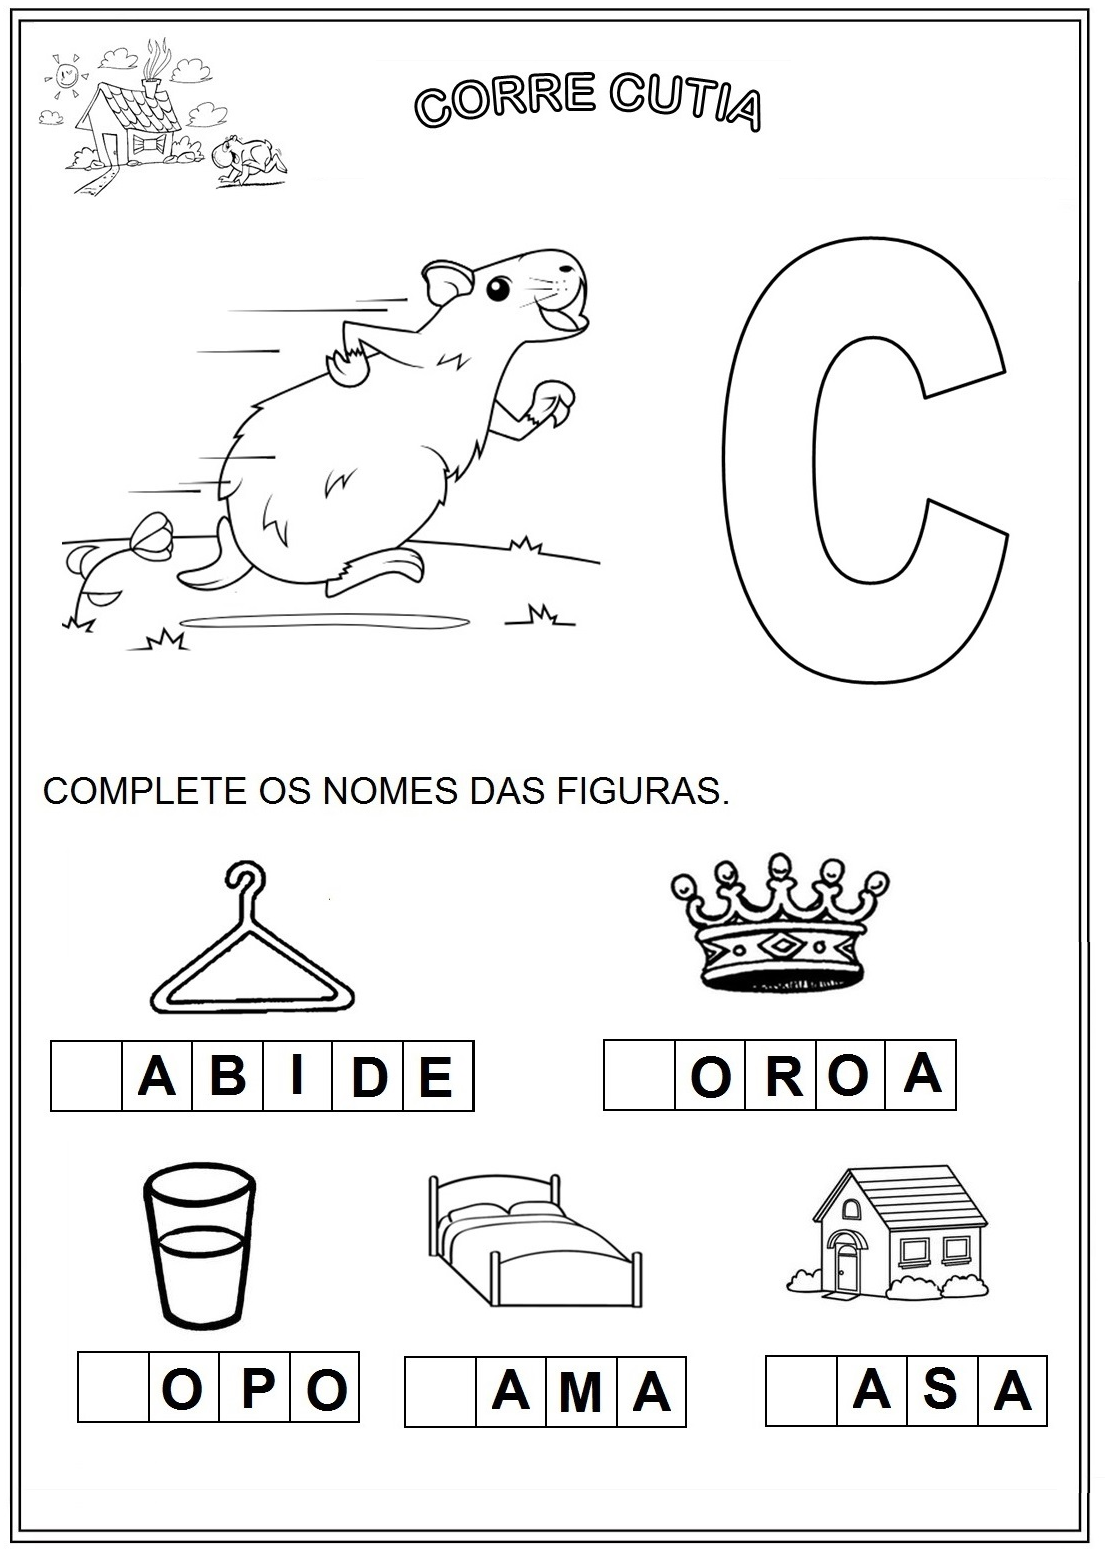 CORRE CUTIA
C
COMPLETE OS NOMES DAS FIGURAS.
ABIDE
OROA
OPO
AMA
ASA